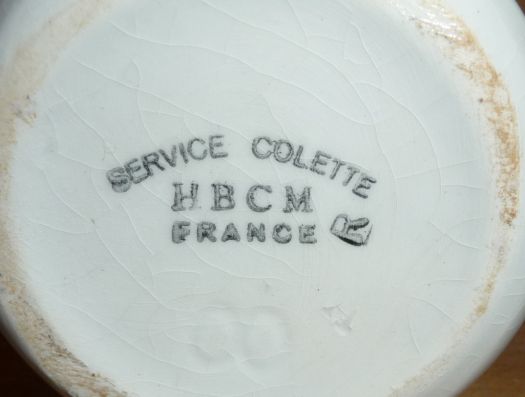 SERVICE COLETTE
HBCM
FRANCE
R